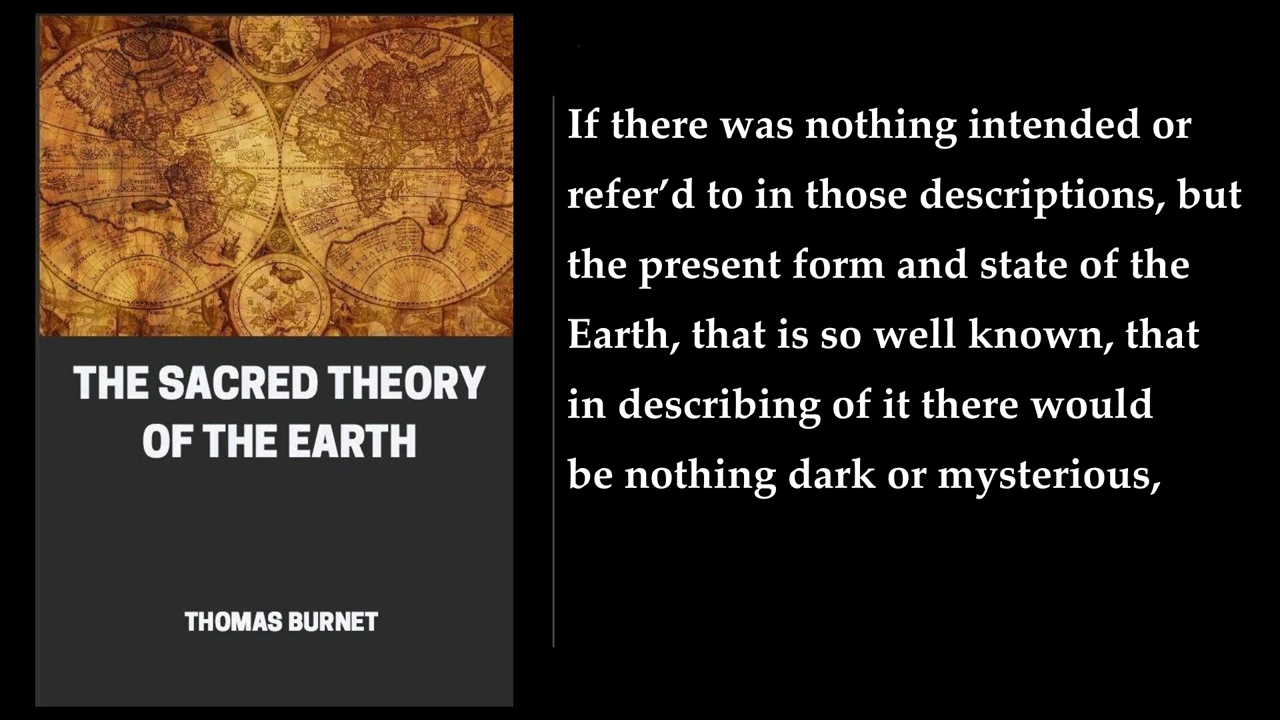 THE SACRED THEORY
OF THE EARTH
THOMAS BURNET
If there was nothing intended or
refer’d to in those descriptions, but
the present form and state of the
Earth, that is so well known, that
in describing of it there would
be nothing dark or mysterious,